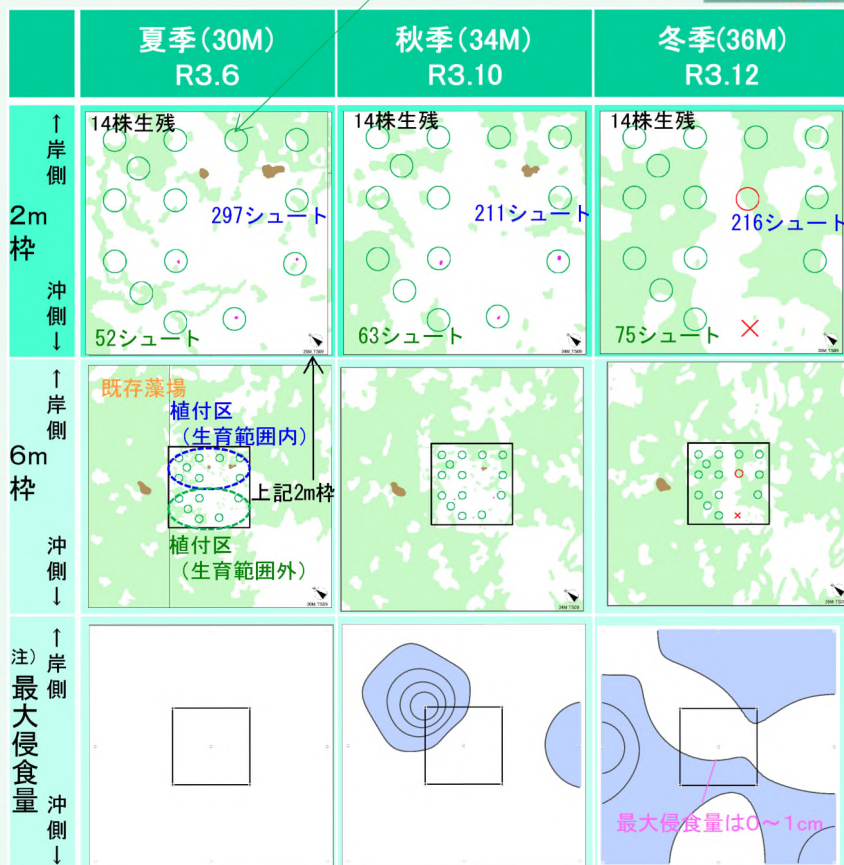 夏季(30M)
R3.6
秋季(34M)
R3.10
冬季(36M)
R3.12
↑岸側
2m枠
沖側↓
14株生残
297シュート
52シュート
14株生残
211シュート
63シュート
14株生残
216シュート
75シュート
↑岸側
6m枠
沖側↓
既存藻場
植付区
(生育範囲内)
上記2m枠
植付区
(生育範囲外)
↑岸側
注)最大侵食量
沖側↓
最大侵食量は0~1cm